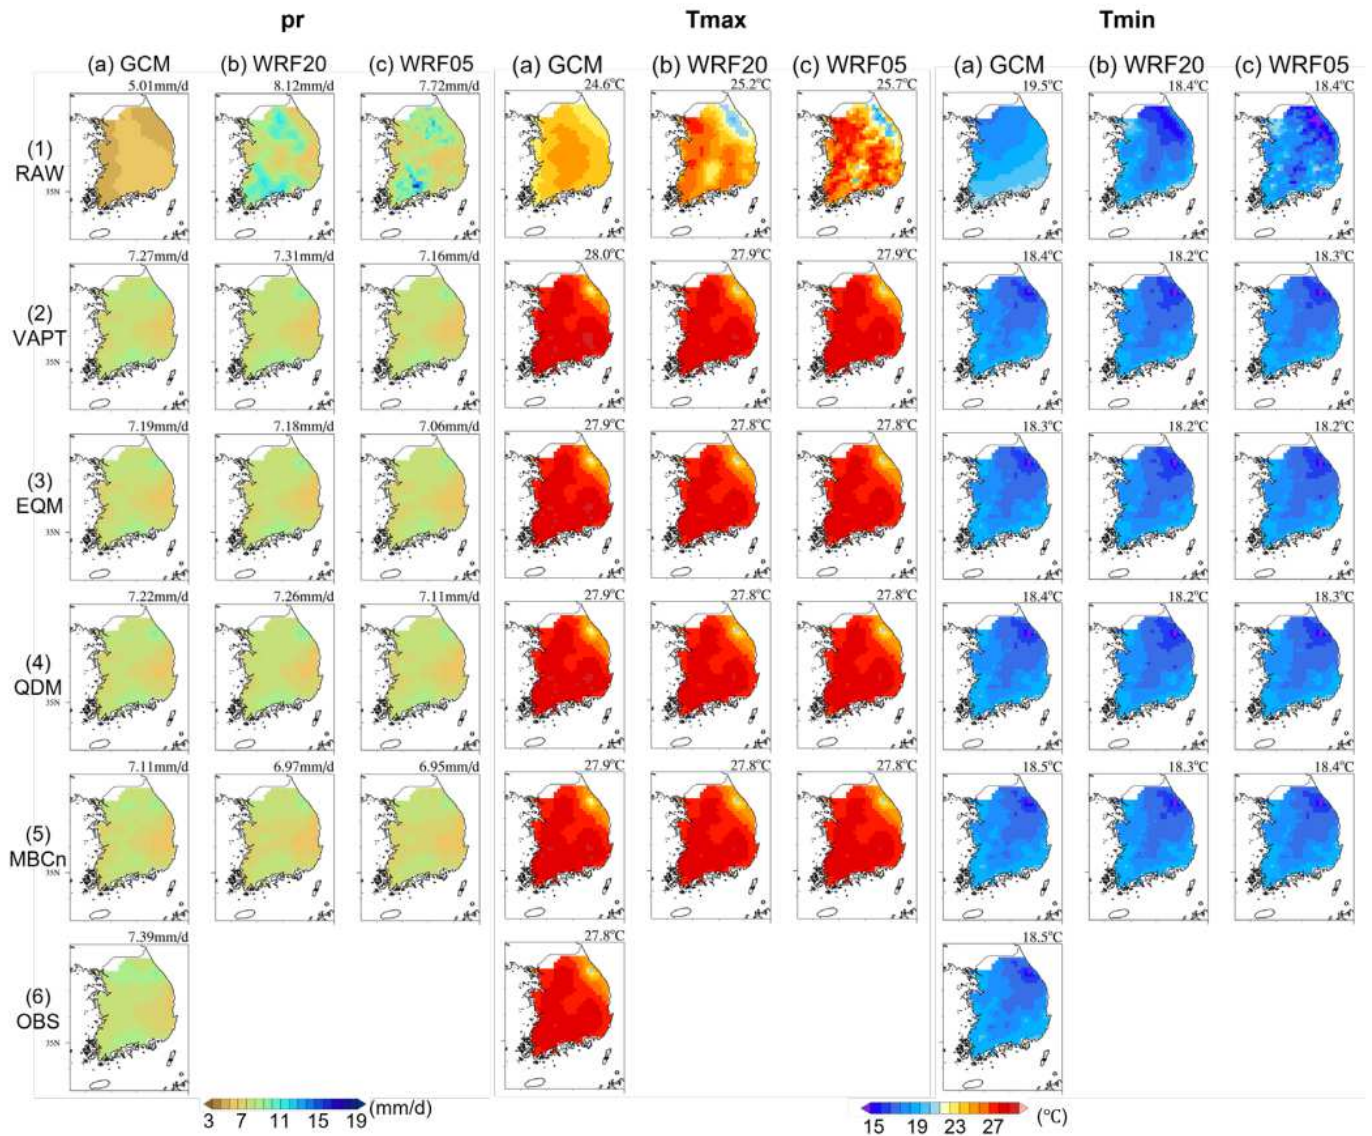 pr Tmax Tmin
(a) GCM (b) WRF20 (c) WRF05 (a) GCM (b) WRF20 (c) WRF05 (a) GCM (b) WRF20 (c) WRF05
5.01mm/d 8.12mm/d 7.72mm/d 24.6°C 25.2°C 25.7°C 19.5°C 18.4°C 18.4°C
(1)
RAW
35N
7.27mm/d 7.31mm/d 7.16mm/d 28.0°C 27.9°C 27.9°C 18.4°C 18.2°C 18.3°C
(2)
VAPT
35N
7.19mm/d 7.18mm/d 7.06mm/d 27.9°C 27.8°C 27.8°C 18.3°C 18.2°C 18.2°C
(3)
EQM
35N
7.22mm/d 7.26mm/d 7.11mm/d 27.9°C 27.8°C 27.8°C 18.4°C 18.2°C 18.3°C
(4)
QDM
35N
7.11mm/d 6.97mm/d 6.95mm/d 27.9°C 27.8°C 27.8°C 18.5°C 18.3°C 18.4°C
(5)
MBCn
35N
7.39mm/d 27.8°C 18.5°C
(6)
OBS
35N
3 7 11 15 19 (mm/d) 15 19 23 27 (°C)